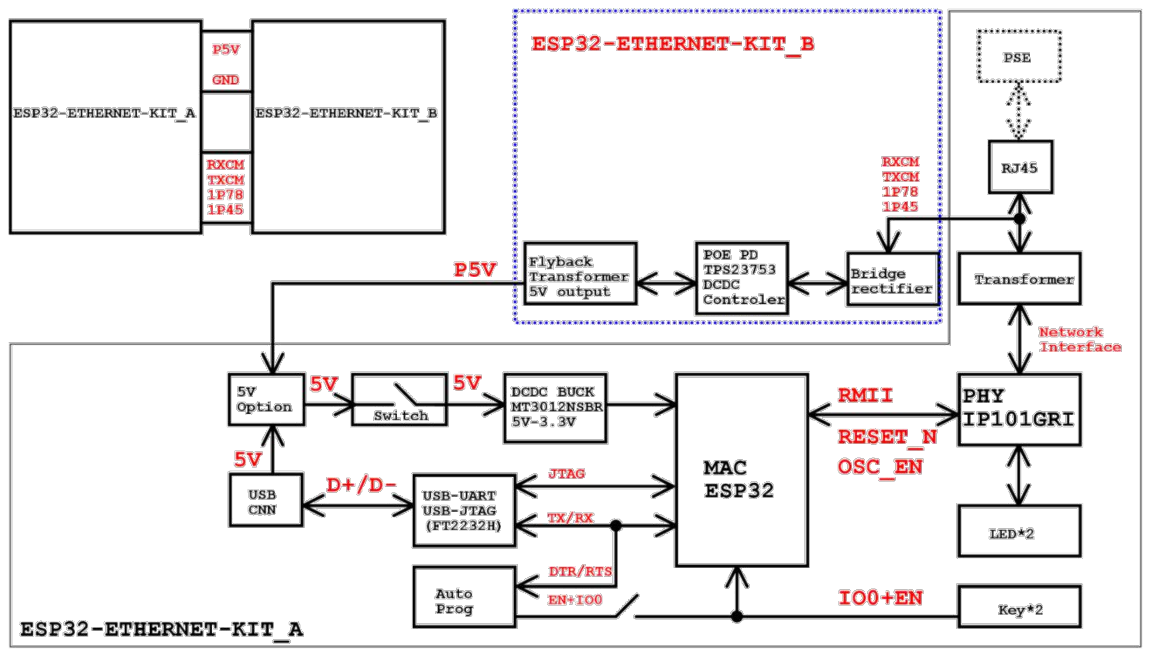 P5V
GND
ESP32-ETHERNET-KIT_A
ESP32-ETHERNET-KIT_B
RXCM
TXCM
1P78
1P45
ESP32-ETHERNET-KIT_B
PSE
RJ45
RXCM
TXCM
1P78
1P45
P5V
Flyback
Transformer
5V output
POE PD
TPS23753
DCDC
Controler
Bridge
rectifier
Transformer
Network
Interface
5V
Option
5V
Switch
5V
DCDC BUCK
MT3012NSBR
5V-3.3V
MAC
ESP32
RMII
RESET_N
OSC_EN
PHY
IP101GRI
5V
USB
CNN
D+/D-
USB-UART
USB-JTAG
(FT2232H)
JTAG
TX/RX
LED*2
DTR/RTS
EN+IO0
Auto
Prog
IO0+EN
Key*2
ESP32-ETHERNET-KIT_A